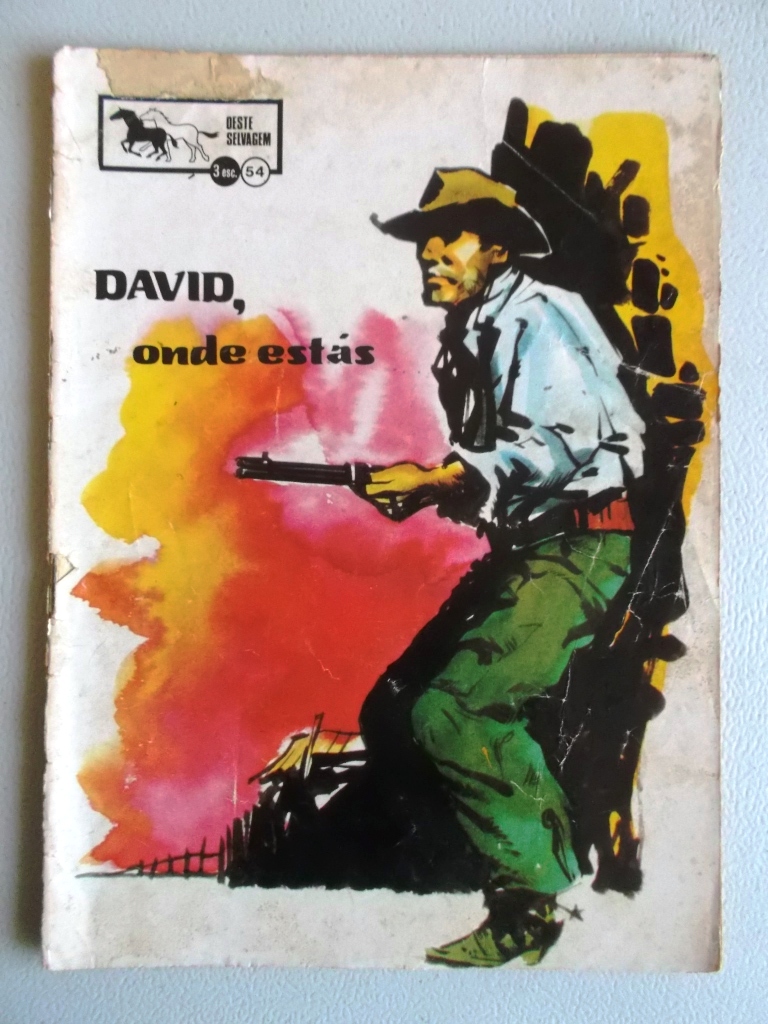 OESTE
SELVAGEM
3 esc. 54
DAVID,
onde estás